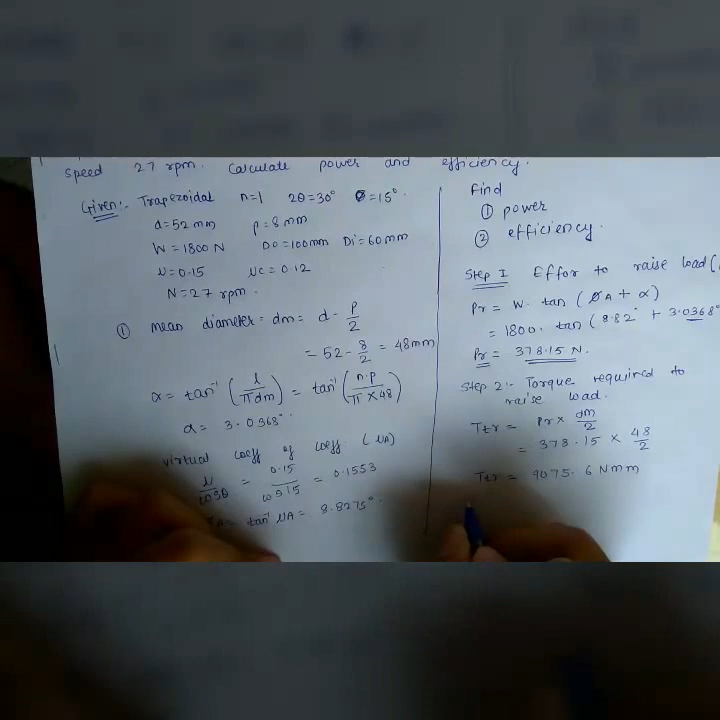 speed 27 rpm. Calculate power and efficiency.
Given:- Trapezoidal n=1 2θ=30° θ=15°.
d=52 mm p=8 mm
W=1800 N Do=100mm Di=60mm
μ=0.15 μc=0.12
N=27 rpm.
① mean diameter = dm = d - p/2
= 52 - 8/2 = 48mm
α = tan⁻¹ (l/πdm) = tan⁻¹ (n.p/π×48)
α = 3.0368°.
virtual coeff of coeff. (μA)
μ/cosθ = 0.15/cos15 = 0.1553
= tan⁻¹ μA = 8.8275°.
Find
① power
② efficiency.
Step I Effor to raise load
Pr = W. tan (ØA + α)
= 1800. tan (8.82° + 3.0368°
Pr = 378.15 N.
Step 2:- Torque required to
raise load.
Ttr = Pr × dm/2
= 378.15 × 48/2
Ttr = 9075.6 Nmm